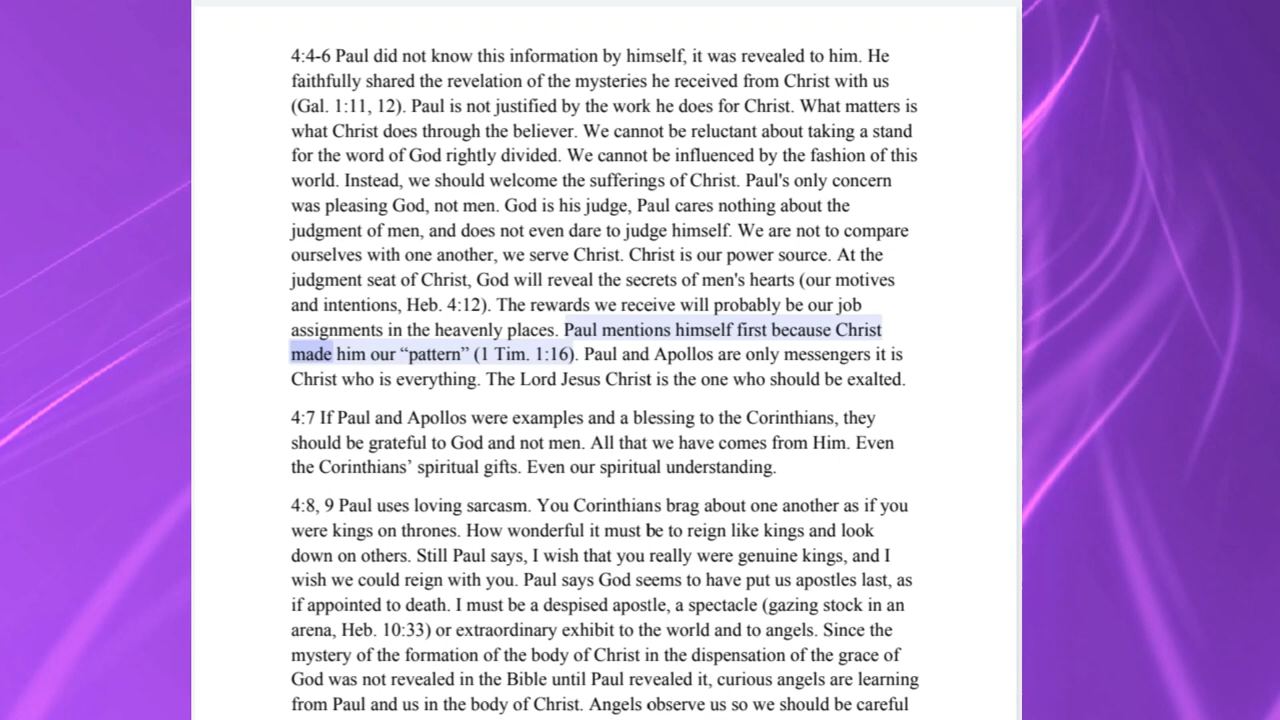 4:4-6 Paul did not know this information by himself, it was revealed to him. He
faithfully shared the revelation of the mysteries he received from Christ with us
(Gal. 1:11, 12). Paul is not justified by the work he does for Christ. What matters is
what Christ does through the believer. We cannot be reluctant about taking a stand
for the word of God rightly divided. We cannot be influenced by the fashion of this
world. Instead, we should welcome the sufferings of Christ. Paul's only concern
was pleasing God, not men. God is his judge, Paul cares nothing about the
judgment of men, and does not even dare to judge himself. We are not to compare
ourselves with one another, we serve Christ. Christ is our power source. At the
judgment seat of Christ, God will reveal the secrets of men's hearts (our motives
and intentions, Heb. 4:12). The rewards we receive will probably be our job
assignments in the heavenly places. Paul mentions himself first because Christ
made him our “pattern” (1 Tim. 1:16). Paul and Apollos are only messengers it is
Christ who is everything. The Lord Jesus Christ is the one who should be exalted.
4:7 If Paul and Apollos were examples and a blessing to the Corinthians, they
should be grateful to God and not men. All that we have comes from Him. Even
the Corinthians’ spiritual gifts. Even our spiritual understanding.
4:8, 9 Paul uses loving sarcasm. You Corinthians brag about one another as if you
were kings on thrones. How wonderful it must be to reign like kings and look
down on others. Still Paul says, I wish that you really were genuine kings, and I
wish we could reign with you. Paul says God seems to have put us apostles last, as
if appointed to death. I must be a despised apostle, a spectacle (gazing stock in an
arena, Heb. 10:33) or extraordinary exhibit to the world and to angels. Since the
mystery of the formation of the body of Christ in the dispensation of the grace of
God was not revealed in the Bible until Paul revealed it, curious angels are learning
from Paul and us in the body of Christ. Angels observe us so we should be careful